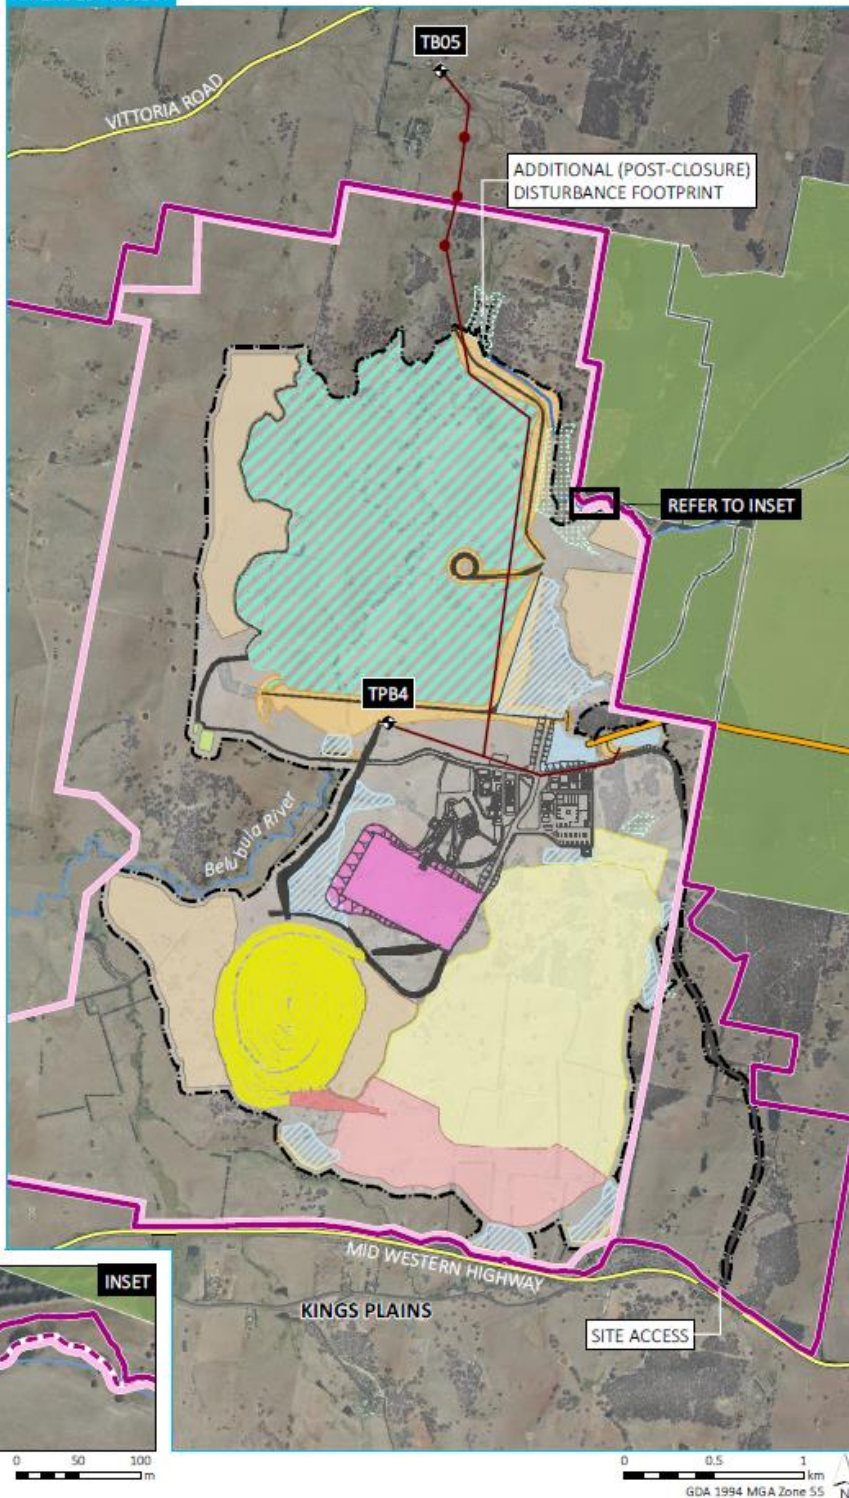 TB05
VITTORIA ROAD
ADDITIONAL (POST-CLOSURE)
DISTURBANCE FOOTPRINT
REFER TO INSET
TPB4
Belubula River
MID WESTERN HIGHWAY
INSET
KINGS PLAINS
SITE ACCESS
0 50 100
m
0 0.5 1
km
GDA 1994 MGA Zone 55
N